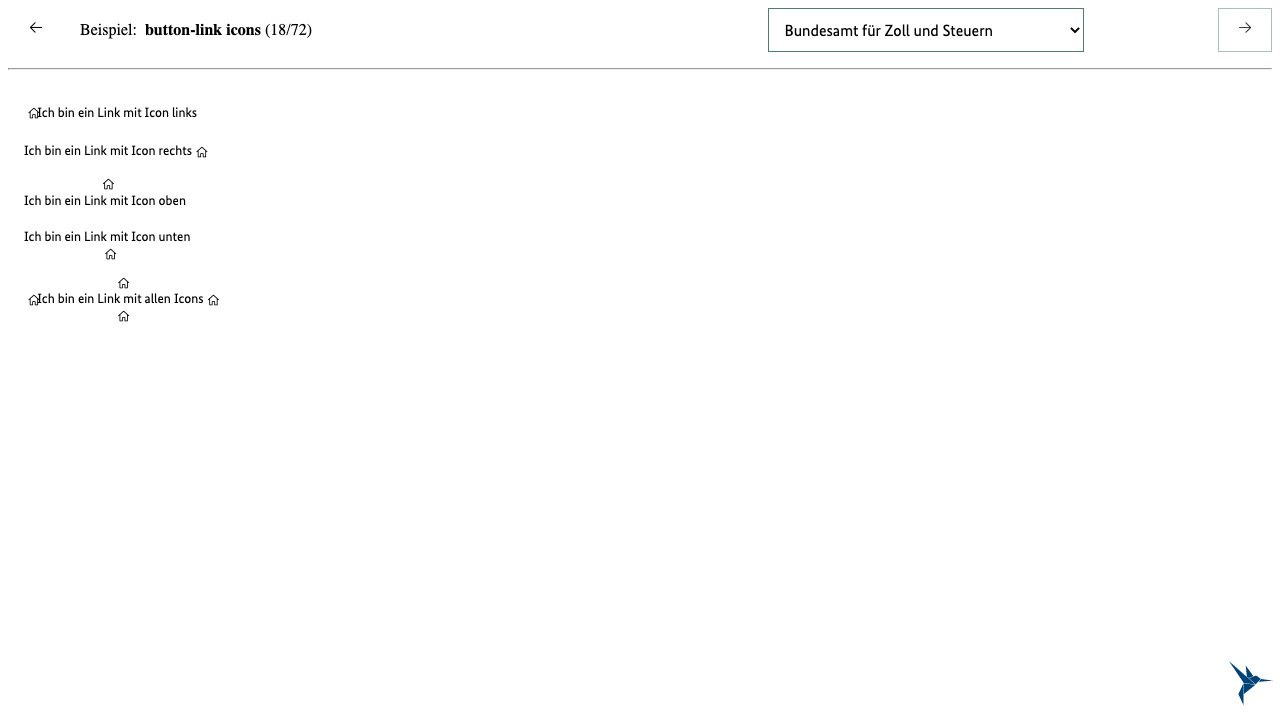 Beispiel: button-link icons (18/72)
Bundesamt für Zoll und Steuern
Ich bin ein Link mit Icon links
Ich bin ein Link mit Icon rechts
Ich bin ein Link mit Icon oben
Ich bin ein Link mit Icon unten
Ich bin ein Link mit allen Icons